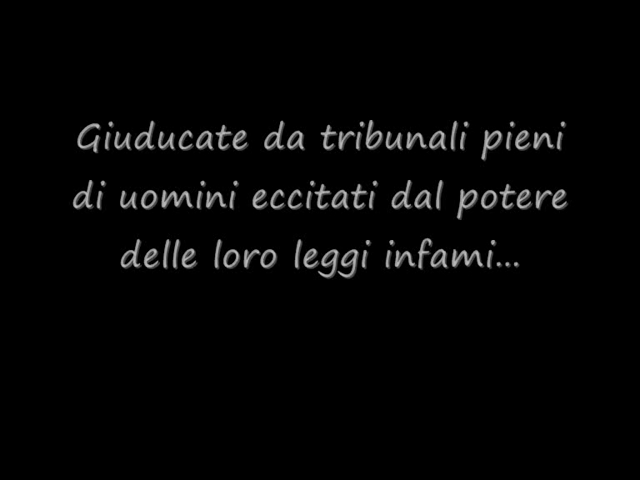 Giuducate da tribunali pieni
di uomini eccitati dal potere
delle loro leggi infami...